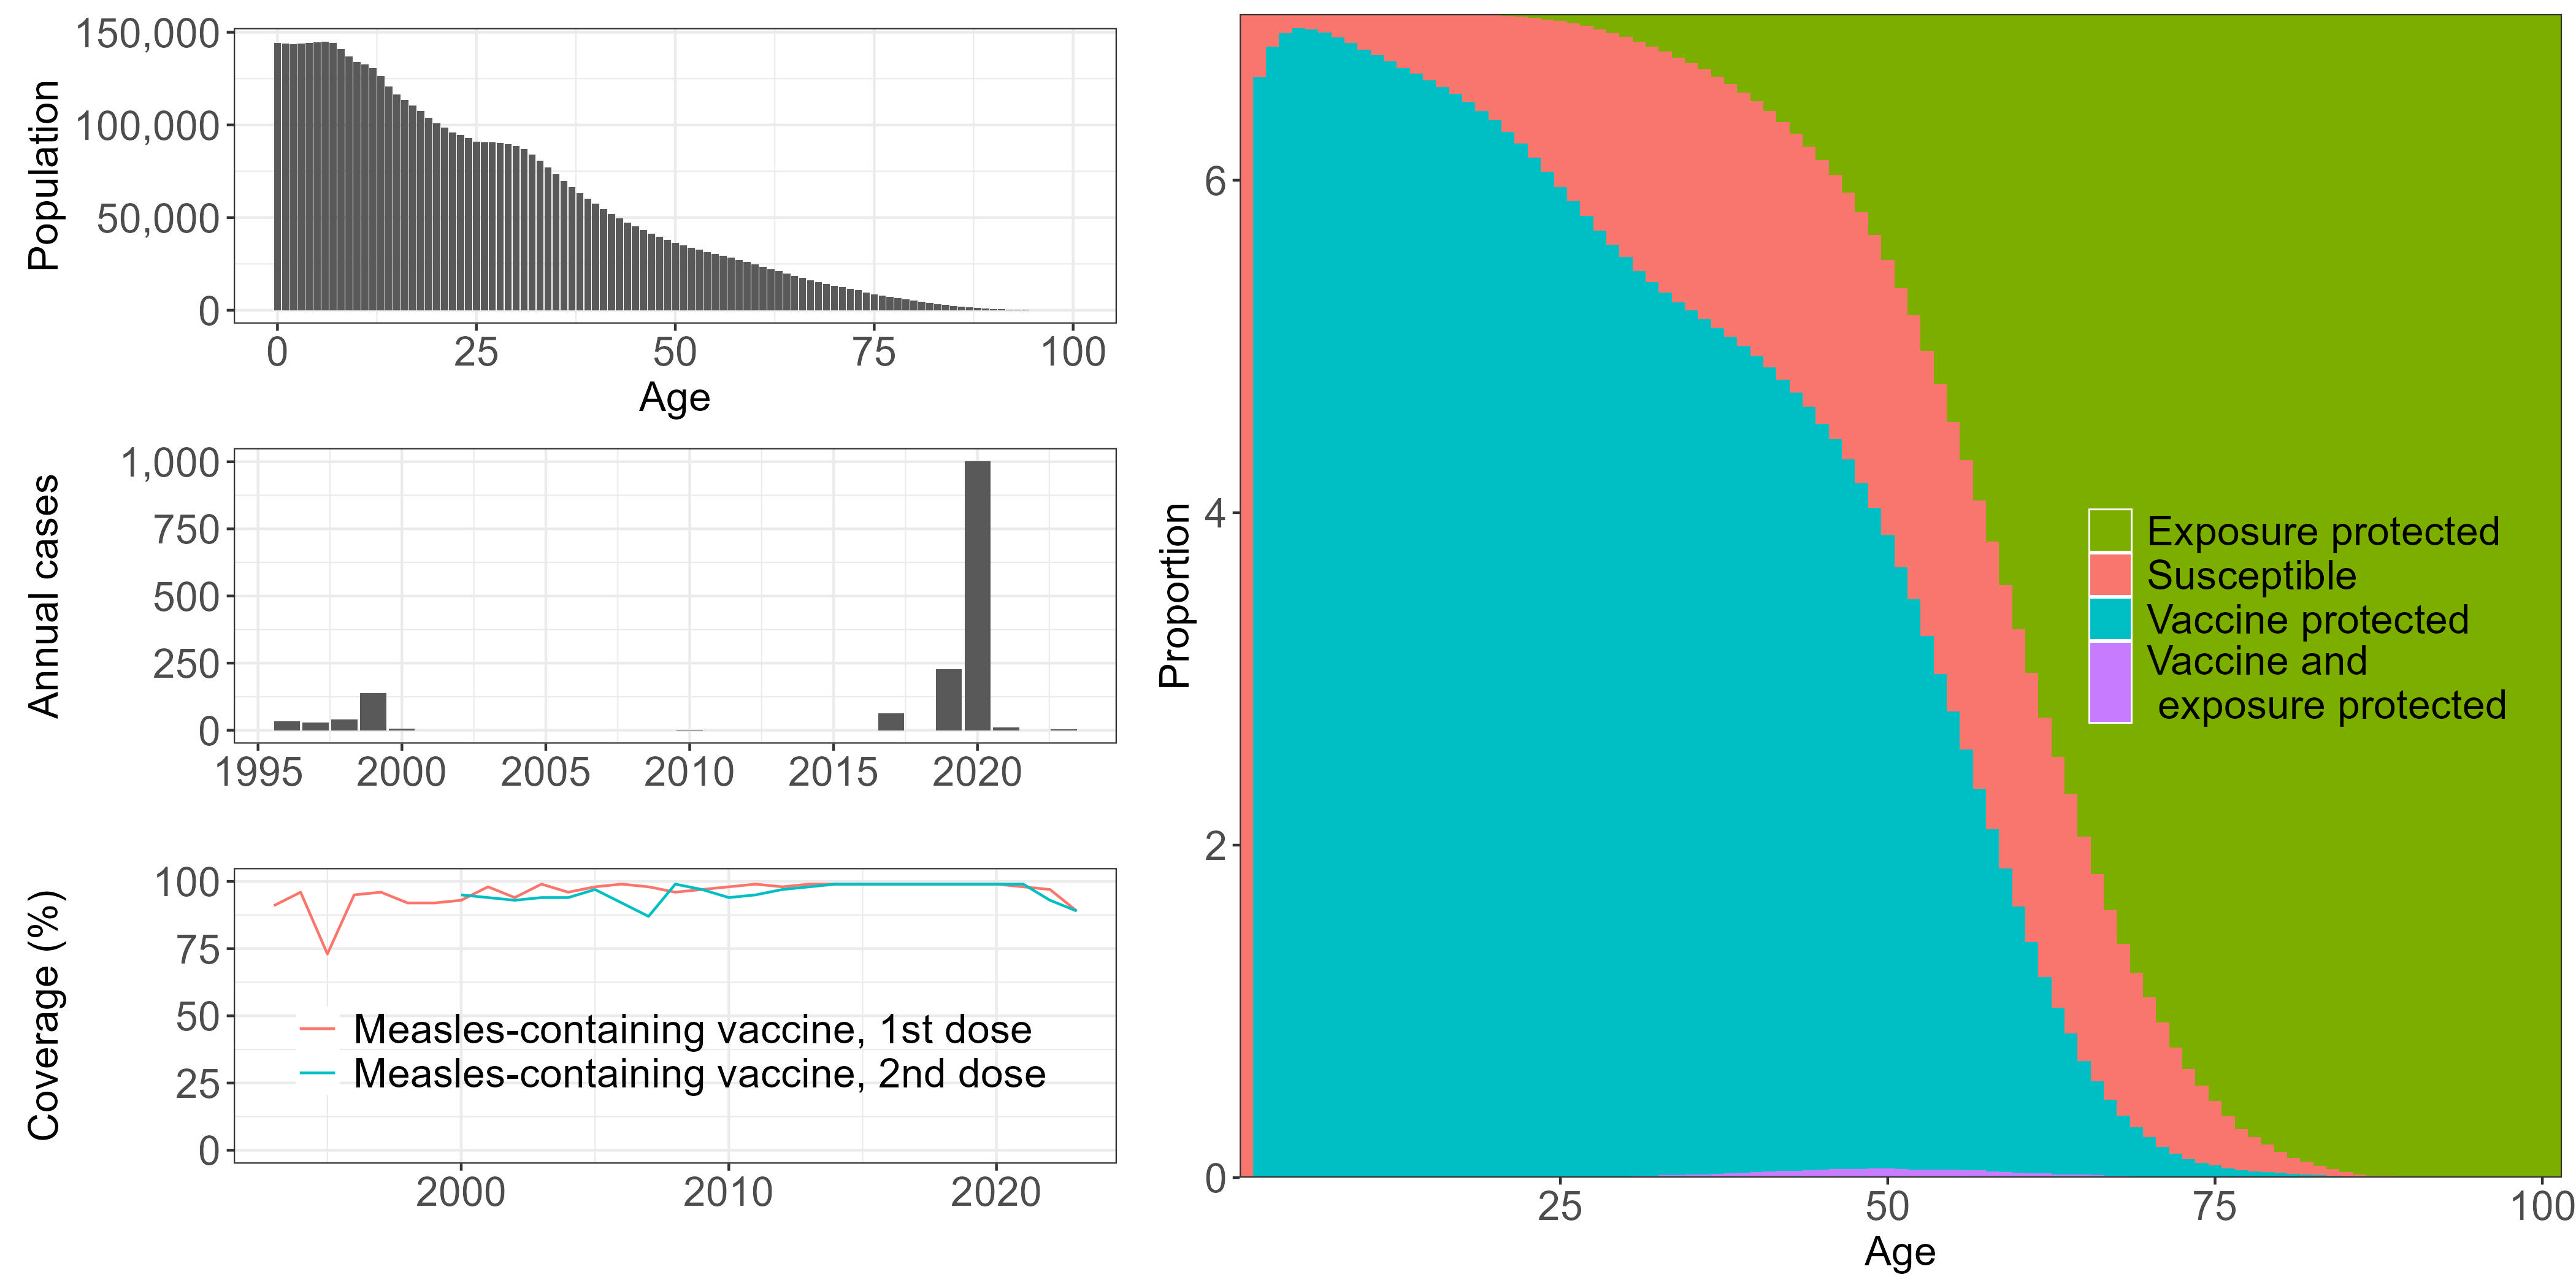 150,000
100,000
50,000
0
Population
0 25 50 75 100
Age
1,000
750
500
250
0
Annual cases
1995 2000 2005 2010 2015 2020
100
75
50
25
0
Coverage (%)
Measles-containing vaccine, 1st dose
Measles-containing vaccine, 2nd dose
2000 2010 2020
6
4
2
0
Proportion
Exposure protected
Susceptible
Vaccine protected
Vaccine and
exposure protected
25 50 75 100
Age